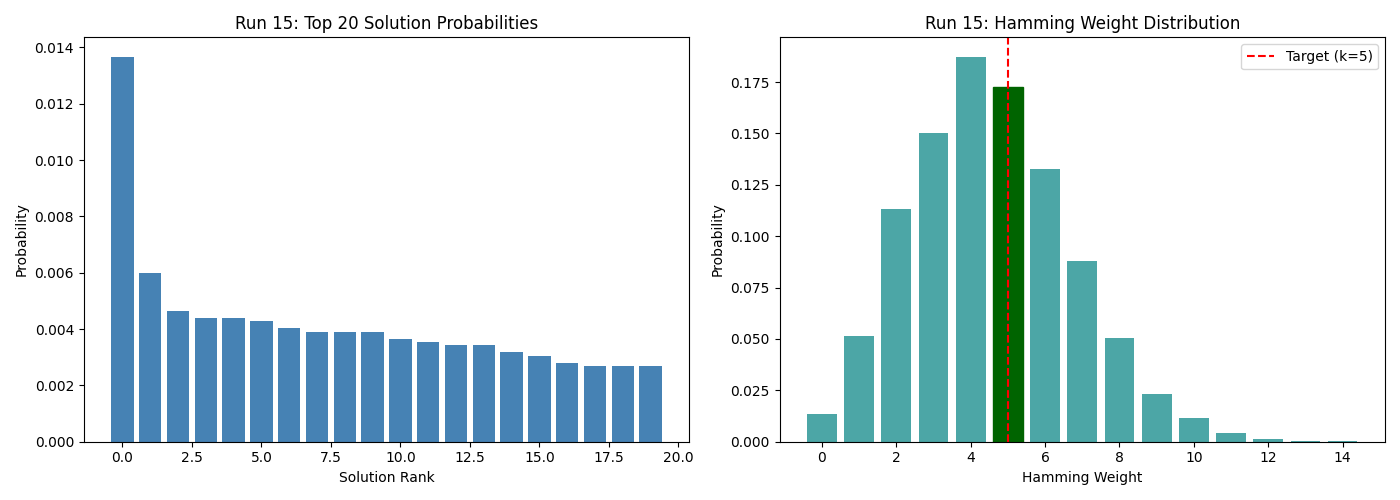 Run 15: Top 20 Solution Probabilities
0.014
0.012
0.010
0.008
0.006
0.004
0.002
0.000
Probability
0.0 2.5 5.0 7.5 10.0 12.5 15.0 17.5 20.0
Solution Rank
Run 15: Hamming Weight Distribution
Target (k=5)
0.175
0.150
0.125
0.100
0.075
0.050
0.025
0.000
Probability
0 2 4 6 8 10 12 14
Hamming Weight